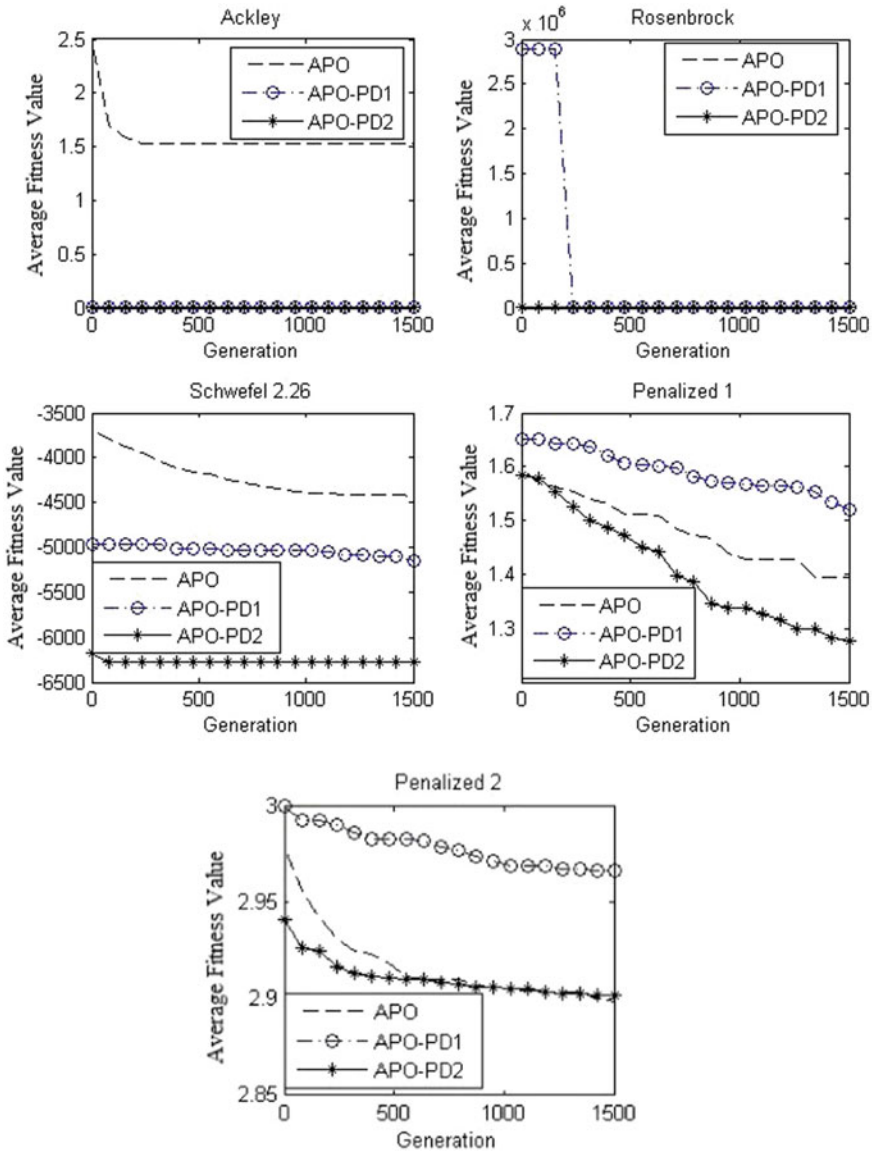 Ackley
Average Fitness Value
2.5
2
1.5
1
0.5
0
APO
APO-PD1
APO-PD2
0
500
1000
1500
Generation
Rosenbrock
x 10^6
Average Fitness Value
3
2.5
2
1.5
1
0.5
0
APO
APO-PD1
APO-PD2
0
500
1000
1500
Generation
Schwefel 2.26
Average Fitness Value
-3500
-4000
-4500
-5000
-5500
-6000
-6500
APO
APO-PD1
APO-PD2
0
500
1000
1500
Generation
Penalized 1
Average Fitness Value
1.7
1.6
1.5
1.4
1.3
APO
APO-PD1
APO-PD2
0
500
1000
1500
Generation
Penalized 2
Average Fitness Value
3
2.95
2.9
2.85
APO
APO-PD1
APO-PD2
0
500
1000
1500
Generation